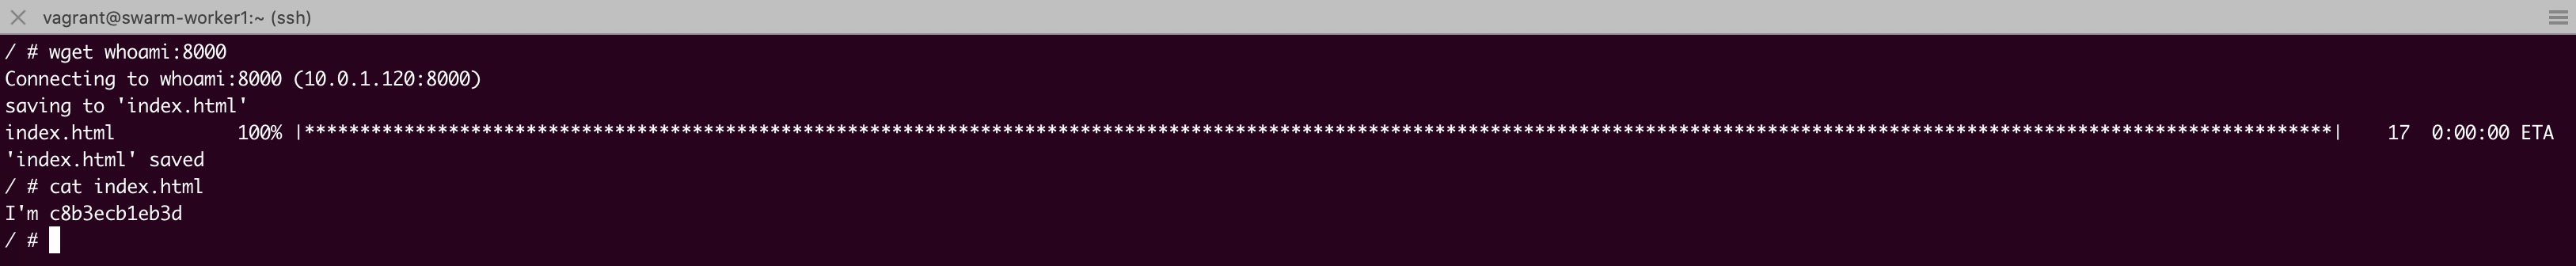 vagrant@swarm-worker1:~ (ssh)
/ # wget whoami:8000
Connecting to whoami:8000 (10.0.1.120:8000)
saving to 'index.html'
index.html           100% |****************************************************************************************************************************************************************************************| 17  0:00:00 ETA
'index.html' saved
/ # cat index.html
I'm c8b3ecb1eb3d
/ #